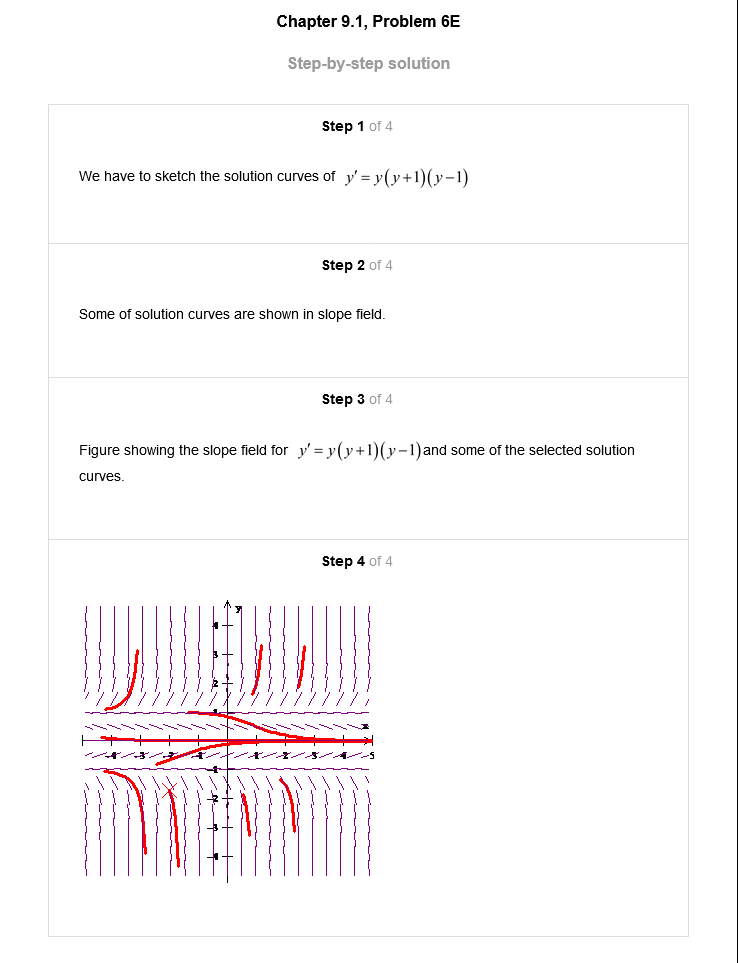 Chapter 9.1, Problem 6E
Step-by-step solution
Step 1 of 4
We have to sketch the solution curves of y′ = y(y+1)(y−1)
Step 2 of 4
Some of solution curves are shown in slope field.
Step 3 of 4
Figure showing the slope field for y′ = y(y+1)(y−1) and some of the selected solution
curves.
Step 4 of 4
y
4
3
2
1
x
-4 -3 -2 -1 1 2 3 4 5
-1
-2
-3
-4